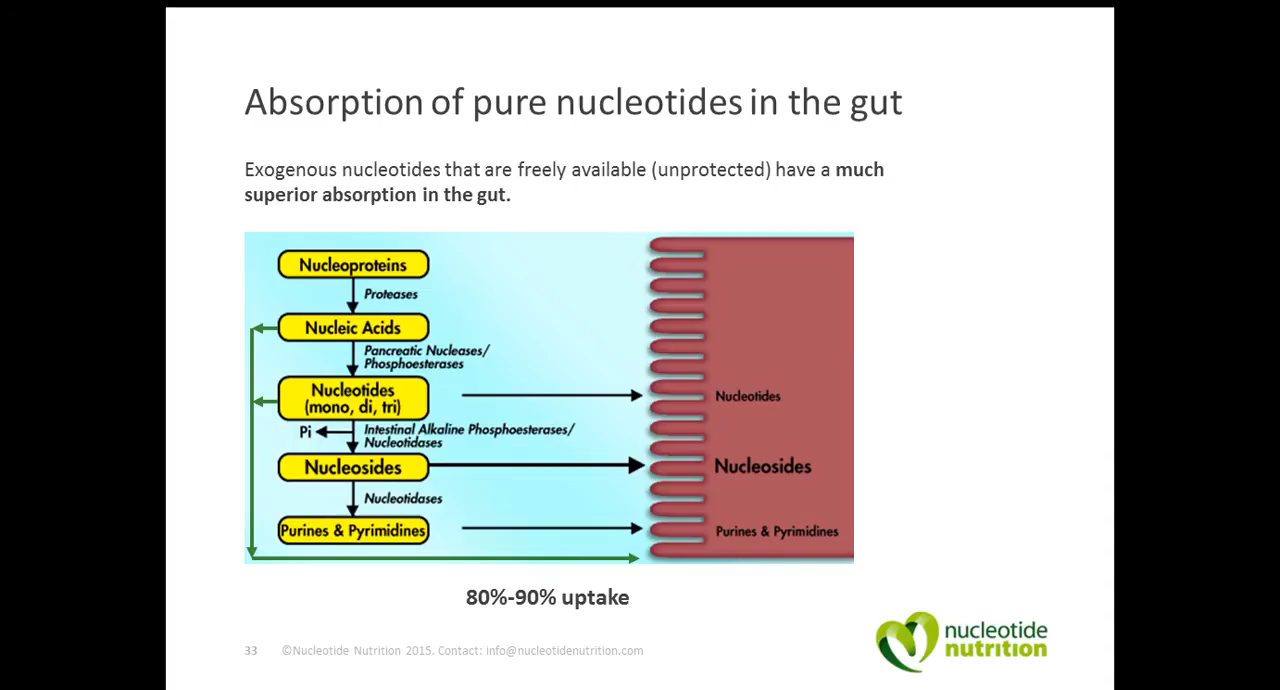 Absorption of pure nucleotides in the gut
Exogenous nucleotides that are freely available (unprotected) have a much
superior absorption in the gut.
Nucleoproteins
Proteases
Nucleic Acids
Pancreatic Nucleases/
Phosphoesterases
Nucleotides
(mono, di, tri)
Nucleotides
Pi
Intestinal Alkaline Phosphoesterases/
Nucleotidases
Nucleosides
Nucleosides
Nucleotidases
Purines & Pyrimidines
Purines & Pyrimidines
80%-90% uptake
33
©Nucleotide Nutrition 2015. Contact: info@nucleotidenutrition.com
nucleotide
nutrition